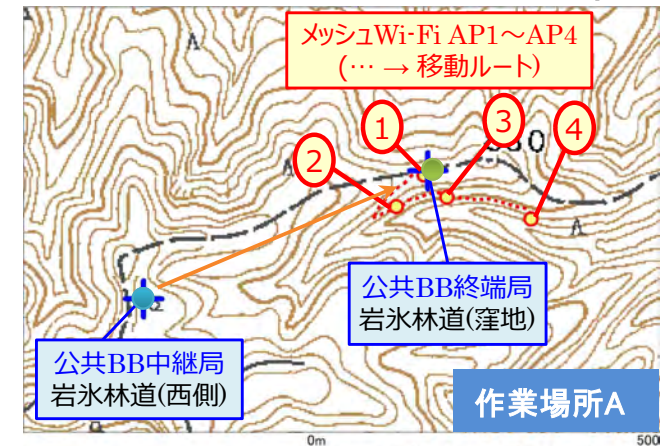 メッシュWi-Fi AP1～AP4
(… → 移動ルート)
1
3
4
2
公共BB終端局
岩氷林道(窪地)
公共BB中継局
岩氷林道(西側)
作業場所A
0m
500